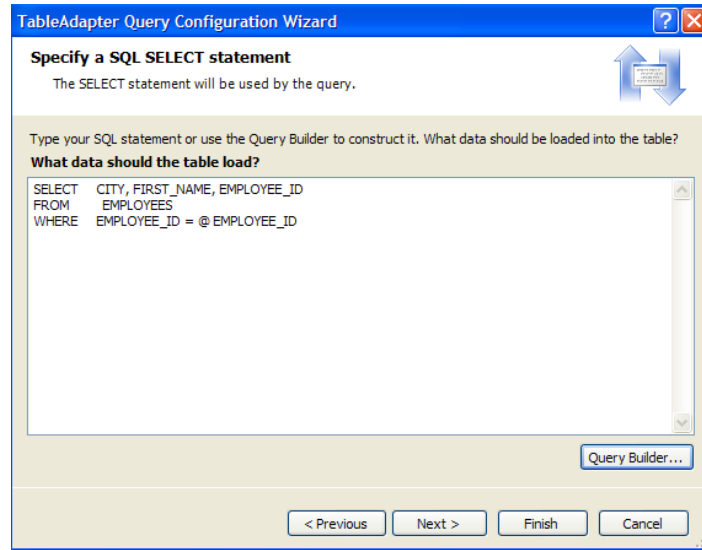 TableAdapter Query Configuration Wizard
Specify a SQL SELECT statement
The SELECT statement will be used by the query.
Type your SQL statement or use the Query Builder to construct it. What data should be loaded into the table?
What data should the table load?
SELECT CITY, FIRST_NAME, EMPLOYEE_ID
FROM EMPLOYEES
WHERE EMPLOYEE_ID = @ EMPLOYEE_ID
Query Builder...
< Previous Next > Finish Cancel